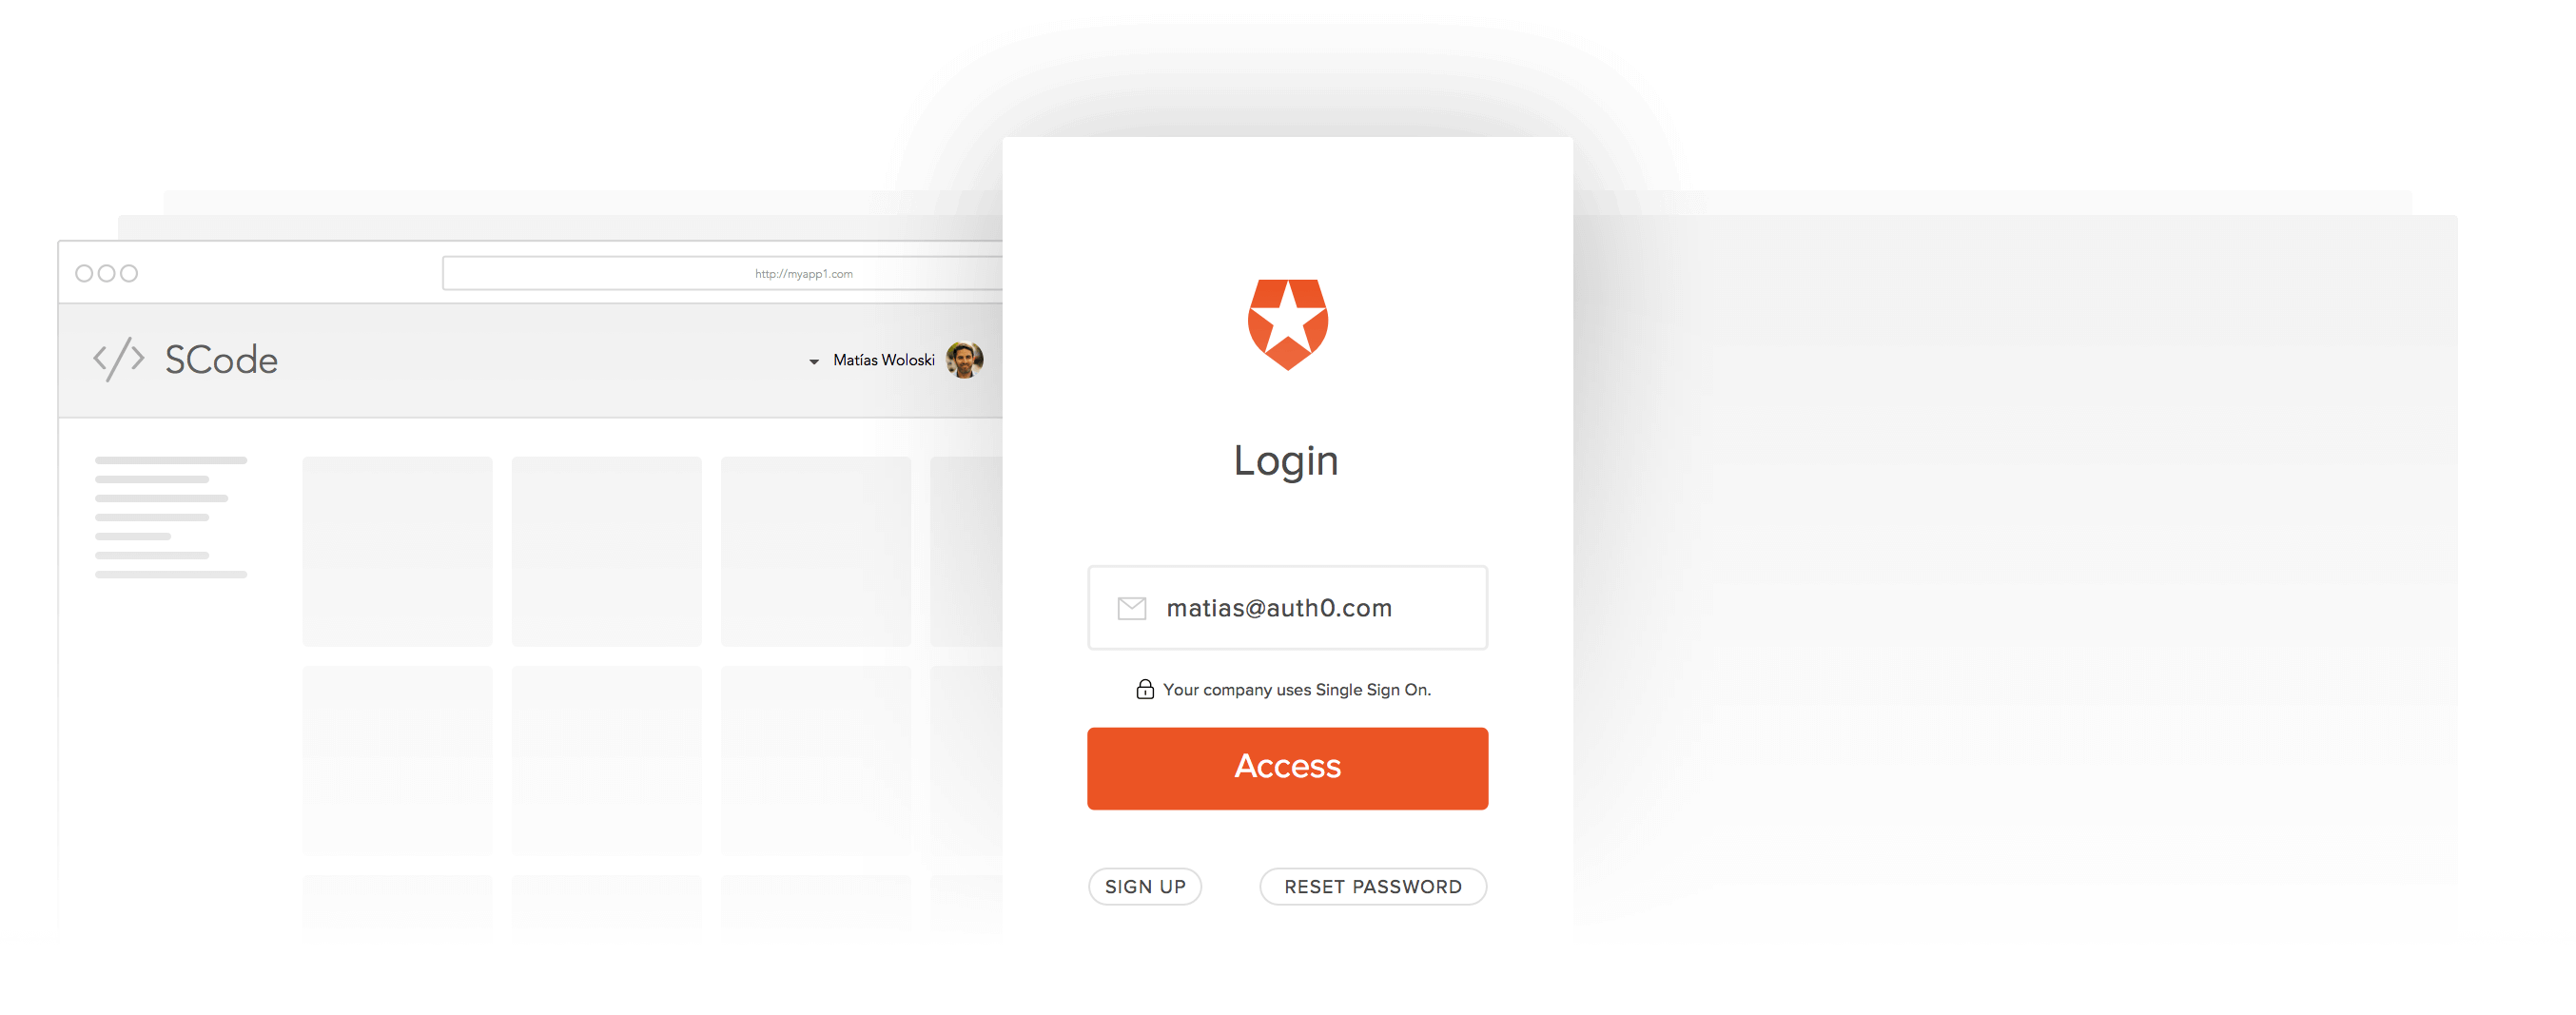 http://myapp1.com
SCode
Matías Woloski
Login
matias@auth0.com
Your company uses Single Sign On.
Access
SIGN UP
RESET PASSWORD